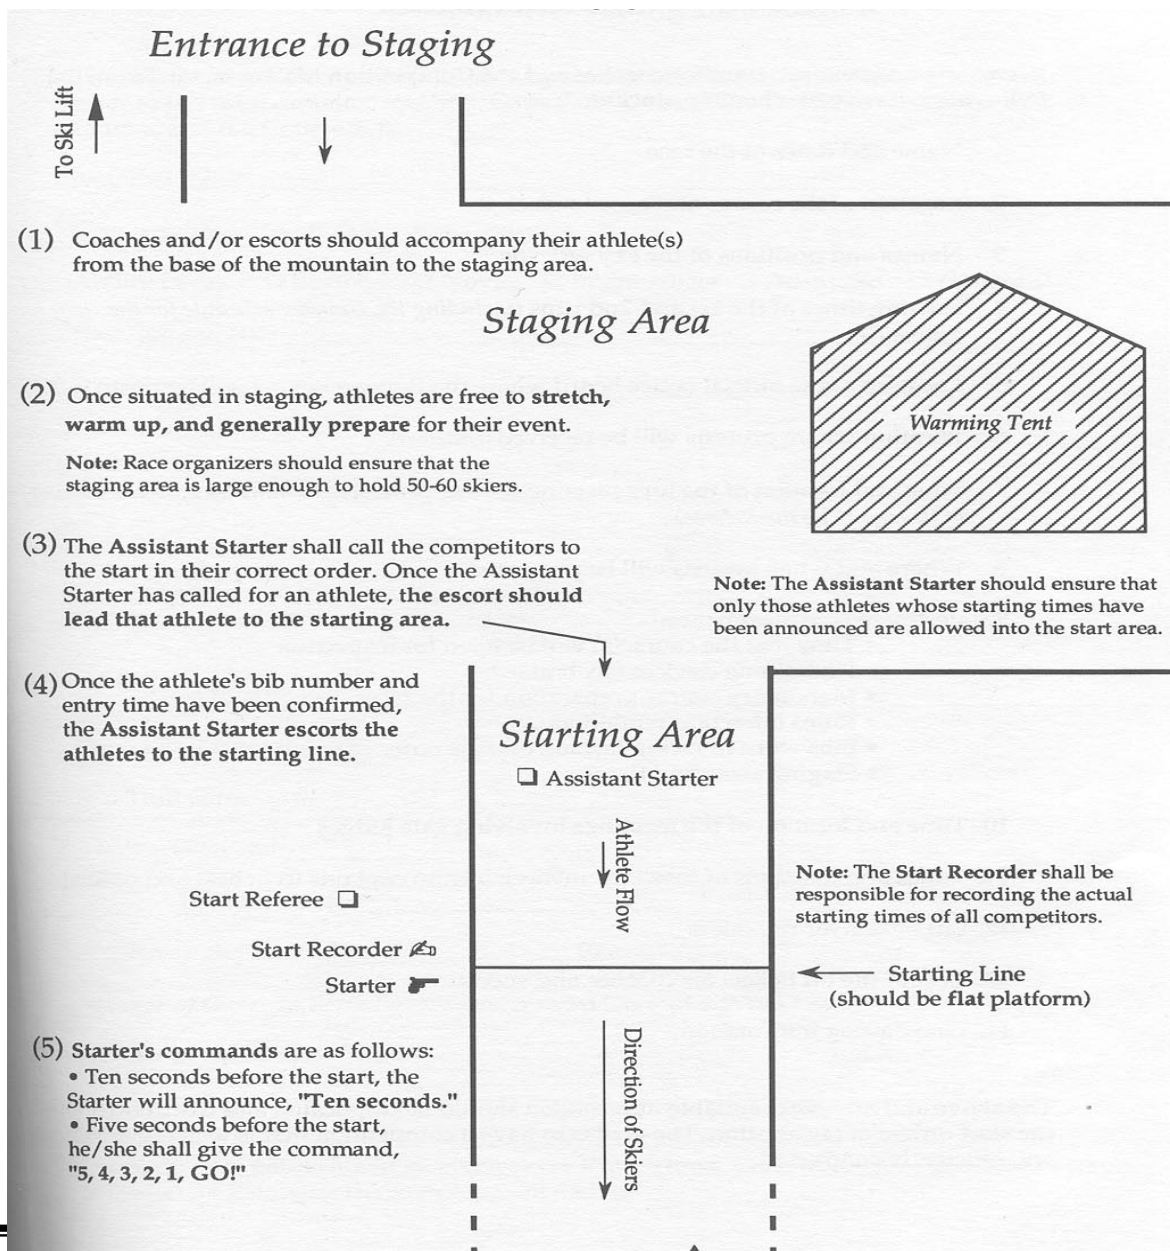 Entrance to Staging
To Ski Lift
(1) Coaches and/or escorts should accompany their athlete(s)
from the base of the mountain to the staging area.
Staging Area
Warming Tent
(2) Once situated in staging, athletes are free to stretch,
warm up, and generally prepare for their event.
Note: Race organizers should ensure that the
staging area is large enough to hold 50-60 skiers.
(3) The Assistant Starter shall call the competitors to
the start in their correct order. Once the Assistant
Starter has called for an athlete, the escort should
lead that athlete to the starting area.
Note: The Assistant Starter should ensure that
only those athletes whose starting times have
been announced are allowed into the start area.
(4) Once the athlete's bib number and
entry time have been confirmed,
the Assistant Starter escorts the
athletes to the starting line.
Starting Area
❏ Assistant Starter
Athlete Flow
Note: The Start Recorder shall be
responsible for recording the actual
starting times of all competitors.
Start Referee ❏
Start Recorder
Starter
Starting Line
(should be flat platform)
(5) Starter's commands are as follows:
• Ten seconds before the start, the
Starter will announce, "Ten seconds."
• Five seconds before the start,
he/she shall give the command,
"5, 4, 3, 2, 1, GO!"
Direction of Skiers